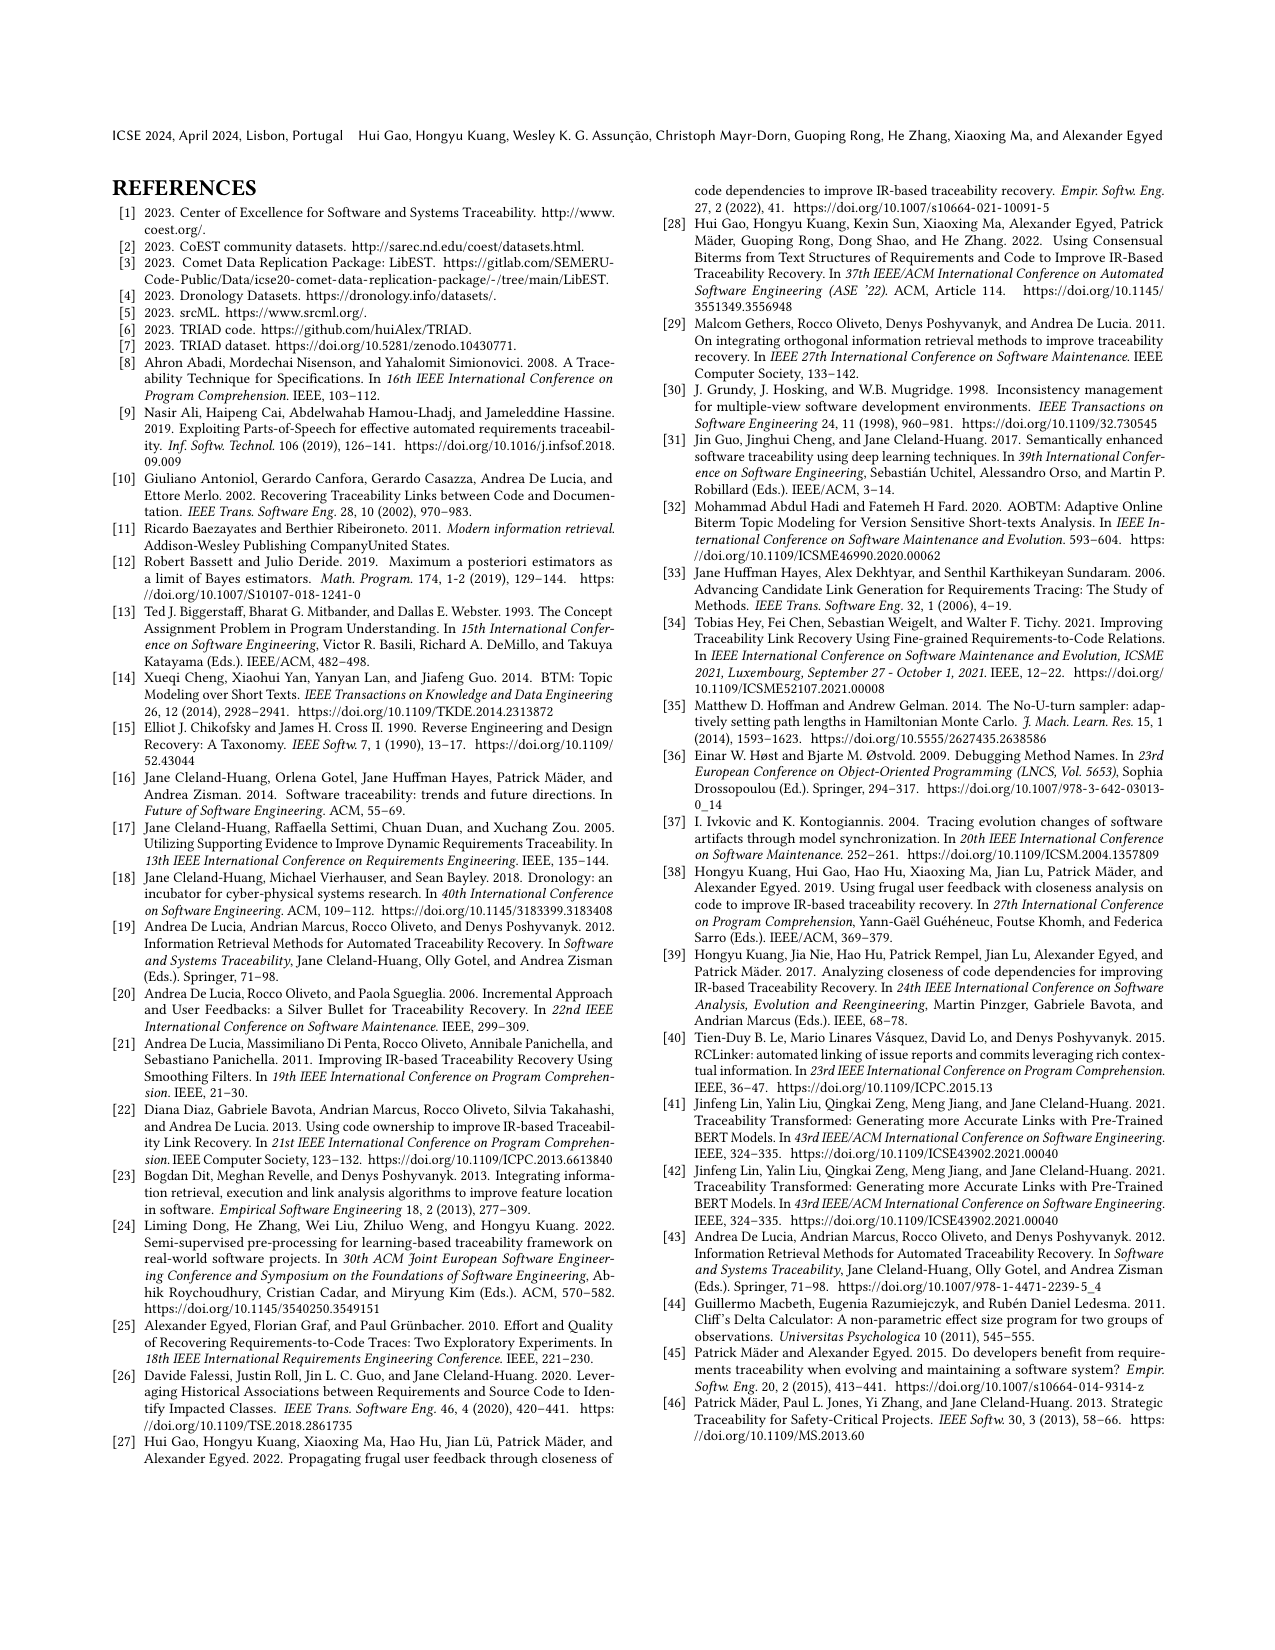 ICSE 2024, April 2024, Lisbon, Portugal Hui Gao, Hongyu Kuang, Wesley K. G. Assunção, Christoph Mayr-Dorn, Guoping Rong, He Zhang, Xiaoxing Ma, and Alexander Egyed
REFERENCES
[1] 2023. Center of Excellence for Software and Systems Traceability. http://www.
coest.org/.
[2] 2023. CoEST community datasets. http://sarec.nd.edu/coest/datasets.html.
[3] 2023. Comet Data Replication Package: LibEST. https://gitlab.com/SEMERU-
Code-Public/Data/icse20-comet-data-replication-package/-/tree/main/LibEST.
[4] 2023. Dronology Datasets. https://dronology.info/datasets/.
[5] 2023. srcML. https://www.srcml.org/.
[6] 2023. TRIAD code. https://github.com/huiAlex/TRIAD.
[7] 2023. TRIAD dataset. https://doi.org/10.5281/zenodo.10430771.
[8] Ahron Abadi, Mordechai Nisenson, and Yahalomit Simionovici. 2008. A Trace-
ability Technique for Specifications. In 16th IEEE International Conference on
Program Comprehension. IEEE, 103–112.
[9] Nasir Ali, Haipeng Cai, Abdelwahab Hamou-Lhadj, and Jameleddine Hassine.
2019. Exploiting Parts-of-Speech for effective automated requirements traceabil-
ity. Inf. Softw. Technol. 106 (2019), 126–141. https://doi.org/10.1016/j.infsof.2018.
09.009
[10] Giuliano Antoniol, Gerardo Canfora, Gerardo Casazza, Andrea De Lucia, and
Ettore Merlo. 2002. Recovering Traceability Links between Code and Documen-
tation. IEEE Trans. Software Eng. 28, 10 (2002), 970–983.
[11] Ricardo Baezayates and Berthier Ribeironeto. 2011. Modern information retrieval.
Addison-Wesley Publishing CompanyUnited States.
[12] Robert Bassett and Julio Deride. 2019. Maximum a posteriori estimators as
a limit of Bayes estimators. Math. Program. 174, 1-2 (2019), 129–144. https:
//doi.org/10.1007/S10107-018-1241-0
[13] Ted J. Biggerstaff, Bharat G. Mitbander, and Dallas E. Webster. 1993. The Concept
Assignment Problem in Program Understanding. In 15th International Confer-
ence on Software Engineering, Victor R. Basili, Richard A. DeMillo, and Takuya
Katayama (Eds.). IEEE/ACM, 482–498.
[14] Xueqi Cheng, Xiaohui Yan, Yanyan Lan, and Jiafeng Guo. 2014. BTM: Topic
Modeling over Short Texts. IEEE Transactions on Knowledge and Data Engineering
26, 12 (2014), 2928–2941. https://doi.org/10.1109/TKDE.2014.2313872
[15] Elliot J. Chikofsky and James H. Cross II. 1990. Reverse Engineering and Design
Recovery: A Taxonomy. IEEE Softw. 7, 1 (1990), 13–17. https://doi.org/10.1109/
52.43044
[16] Jane Cleland-Huang, Orlena Gotel, Jane Huffman Hayes, Patrick Mäder, and
Andrea Zisman. 2014. Software traceability: trends and future directions. In
Future of Software Engineering. ACM, 55–69.
[17] Jane Cleland-Huang, Raffaella Settimi, Chuan Duan, and Xuchang Zou. 2005.
Utilizing Supporting Evidence to Improve Dynamic Requirements Traceability. In
13th IEEE International Conference on Requirements Engineering. IEEE, 135–144.
[18] Jane Cleland-Huang, Michael Vierhauser, and Sean Bayley. 2018. Dronology: an
incubator for cyber-physical systems research. In 40th International Conference
on Software Engineering. ACM, 109–112. https://doi.org/10.1145/3183399.3183408
[19] Andrea De Lucia, Andrian Marcus, Rocco Oliveto, and Denys Poshyvanyk. 2012.
Information Retrieval Methods for Automated Traceability Recovery. In Software
and Systems Traceability, Jane Cleland-Huang, Olly Gotel, and Andrea Zisman
(Eds.). Springer, 71–98.
[20] Andrea De Lucia, Rocco Oliveto, and Paola Sgueglia. 2006. Incremental Approach
and User Feedbacks: a Silver Bullet for Traceability Recovery. In 22nd IEEE
International Conference on Software Maintenance. IEEE, 299–309.
[21] Andrea De Lucia, Massimiliano Di Penta, Rocco Oliveto, Annibale Panichella, and
Sebastiano Panichella. 2011. Improving IR-based Traceability Recovery Using
Smoothing Filters. In 19th IEEE International Conference on Program Comprehen-
sion. IEEE, 21–30.
[22] Diana Diaz, Gabriele Bavota, Andrian Marcus, Rocco Oliveto, Silvia Takahashi,
and Andrea De Lucia. 2013. Using code ownership to improve IR-based Traceabil-
ity Link Recovery. In 21st IEEE International Conference on Program Comprehen-
sion. IEEE Computer Society, 123–132. https://doi.org/10.1109/ICPC.2013.6613840
[23] Bogdan Dit, Meghan Revelle, and Denys Poshyvanyk. 2013. Integrating informa-
tion retrieval, execution and link analysis algorithms to improve feature location
in software. Empirical Software Engineering 18, 2 (2013), 277–309.
[24] Liming Dong, He Zhang, Wei Liu, Zhiluo Weng, and Hongyu Kuang. 2022.
Semi-supervised pre-processing for learning-based traceability framework on
real-world software projects. In 30th ACM Joint European Software Engineer-
ing Conference and Symposium on the Foundations of Software Engineering, Ab-
hik Roychoudhury, Cristian Cadar, and Miryung Kim (Eds.). ACM, 570–582.
https://doi.org/10.1145/3540250.3549151
[25] Alexander Egyed, Florian Graf, and Paul Grünbacher. 2010. Effort and Quality
of Recovering Requirements-to-Code Traces: Two Exploratory Experiments. In
18th IEEE International Requirements Engineering Conference. IEEE, 221–230.
[26] Davide Falessi, Justin Roll, Jin L. C. Guo, and Jane Cleland-Huang. 2020. Lever-
aging Historical Associations between Requirements and Source Code to Iden-
tify Impacted Classes. IEEE Trans. Software Eng. 46, 4 (2020), 420–441. https:
//doi.org/10.1109/TSE.2018.2861735
[27] Hui Gao, Hongyu Kuang, Xiaoxing Ma, Hao Hu, Jian Lü, Patrick Mäder, and
Alexander Egyed. 2022. Propagating frugal user feedback through closeness of
code dependencies to improve IR-based traceability recovery. Empir. Softw. Eng.
27, 2 (2022), 41. https://doi.org/10.1007/s10664-021-10091-5
[28] Hui Gao, Hongyu Kuang, Kexin Sun, Xiaoxing Ma, Alexander Egyed, Patrick
Mäder, Guoping Rong, Dong Shao, and He Zhang. 2022. Using Consensual
Biterms from Text Structures of Requirements and Code to Improve IR-Based
Traceability Recovery. In 37th IEEE/ACM International Conference on Automated
Software Engineering (ASE '22). ACM, Article 114. https://doi.org/10.1145/
3551349.3556948
[29] Malcom Gethers, Rocco Oliveto, Denys Poshyvanyk, and Andrea De Lucia. 2011.
On integrating orthogonal information retrieval methods to improve traceability
recovery. In IEEE 27th International Conference on Software Maintenance. IEEE
Computer Society, 133–142.
[30] J. Grundy, J. Hosking, and W.B. Mugridge. 1998. Inconsistency management
for multiple-view software development environments. IEEE Transactions on
Software Engineering 24, 11 (1998), 960–981. https://doi.org/10.1109/32.730545
[31] Jin Guo, Jinghui Cheng, and Jane Cleland-Huang. 2017. Semantically enhanced
software traceability using deep learning techniques. In 39th International Confer-
ence on Software Engineering, Sebastián Uchitel, Alessandro Orso, and Martin P.
Robillard (Eds.). IEEE/ACM, 3–14.
[32] Mohammad Abdul Hadi and Fatemeh H Fard. 2020. AOBTM: Adaptive Online
Biterm Topic Modeling for Version Sensitive Short-texts Analysis. In IEEE In-
ternational Conference on Software Maintenance and Evolution. 593–604. https:
//doi.org/10.1109/ICSME46990.2020.00062
[33] Jane Huffman Hayes, Alex Dekhtyar, and Senthil Karthikeyan Sundaram. 2006.
Advancing Candidate Link Generation for Requirements Tracing: The Study of
Methods. IEEE Trans. Software Eng. 32, 1 (2006), 4–19.
[34] Tobias Hey, Fei Chen, Sebastian Weigelt, and Walter F. Tichy. 2021. Improving
Traceability Link Recovery Using Fine-grained Requirements-to-Code Relations.
In IEEE International Conference on Software Maintenance and Evolution, ICSME
2021, Luxembourg, September 27 - October 1, 2021. IEEE, 12–22. https://doi.org/
10.1109/ICSME52107.2021.00008
[35] Matthew D. Hoffman and Andrew Gelman. 2014. The No-U-turn sampler: adap-
tively setting path lengths in Hamiltonian Monte Carlo. J. Mach. Learn. Res. 15, 1
(2014), 1593–1623. https://doi.org/10.5555/2627435.2638586
[36] Einar W. Høst and Bjarte M. Østvold. 2009. Debugging Method Names. In 23rd
European Conference on Object-Oriented Programming (LNCS, Vol. 5653), Sophia
Drossopoulou (Ed.). Springer, 294–317. https://doi.org/10.1007/978-3-642-03013-
0_14
[37] I. Ivkovic and K. Kontogiannis. 2004. Tracing evolution changes of software
artifacts through model synchronization. In 20th IEEE International Conference
on Software Maintenance. 252–261. https://doi.org/10.1109/ICSM.2004.1357809
[38] Hongyu Kuang, Hui Gao, Hao Hu, Xiaoxing Ma, Jian Lu, Patrick Mäder, and
Alexander Egyed. 2019. Using frugal user feedback with closeness analysis on
code to improve IR-based traceability recovery. In 27th International Conference
on Program Comprehension, Yann-Gaël Guéhéneuc, Foutse Khomh, and Federica
Sarro (Eds.). IEEE/ACM, 369–379.
[39] Hongyu Kuang, Jia Nie, Hao Hu, Patrick Rempel, Jian Lu, Alexander Egyed, and
Patrick Mäder. 2017. Analyzing closeness of code dependencies for improving
IR-based Traceability Recovery. In 24th IEEE International Conference on Software
Analysis, Evolution and Reengineering, Martin Pinzger, Gabriele Bavota, and
Andrian Marcus (Eds.). IEEE, 68–78.
[40] Tien-Duy B. Le, Mario Linares Vásquez, David Lo, and Denys Poshyvanyk. 2015.
RCLinker: automated linking of issue reports and commits leveraging rich contex-
tual information. In 23rd IEEE International Conference on Program Comprehension.
IEEE, 36–47. https://doi.org/10.1109/ICPC.2015.13
[41] Jinfeng Lin, Yalin Liu, Qingkai Zeng, Meng Jiang, and Jane Cleland-Huang. 2021.
Traceability Transformed: Generating more Accurate Links with Pre-Trained
BERT Models. In 43rd IEEE/ACM International Conference on Software Engineering.
IEEE, 324–335. https://doi.org/10.1109/ICSE43902.2021.00040
[42] Jinfeng Lin, Yalin Liu, Qingkai Zeng, Meng Jiang, and Jane Cleland-Huang. 2021.
Traceability Transformed: Generating more Accurate Links with Pre-Trained
BERT Models. In 43rd IEEE/ACM International Conference on Software Engineering.
IEEE, 324–335. https://doi.org/10.1109/ICSE43902.2021.00040
[43] Andrea De Lucia, Andrian Marcus, Rocco Oliveto, and Denys Poshyvanyk. 2012.
Information Retrieval Methods for Automated Traceability Recovery. In Software
and Systems Traceability, Jane Cleland-Huang, Olly Gotel, and Andrea Zisman
(Eds.). Springer, 71–98. https://doi.org/10.1007/978-1-4471-2239-5_4
[44] Guillermo Macbeth, Eugenia Razumiejczyk, and Rubén Daniel Ledesma. 2011.
Cliff's Delta Calculator: A non-parametric effect size program for two groups of
observations. Universitas Psychologica 10 (2011), 545–555.
[45] Patrick Mäder and Alexander Egyed. 2015. Do developers benefit from require-
ments traceability when evolving and maintaining a software system? Empir.
Softw. Eng. 20, 2 (2015), 413–441. https://doi.org/10.1007/s10664-014-9314-z
[46] Patrick Mäder, Paul L. Jones, Yi Zhang, and Jane Cleland-Huang. 2013. Strategic
Traceability for Safety-Critical Projects. IEEE Softw. 30, 3 (2013), 58–66. https:
//doi.org/10.1109/MS.2013.60